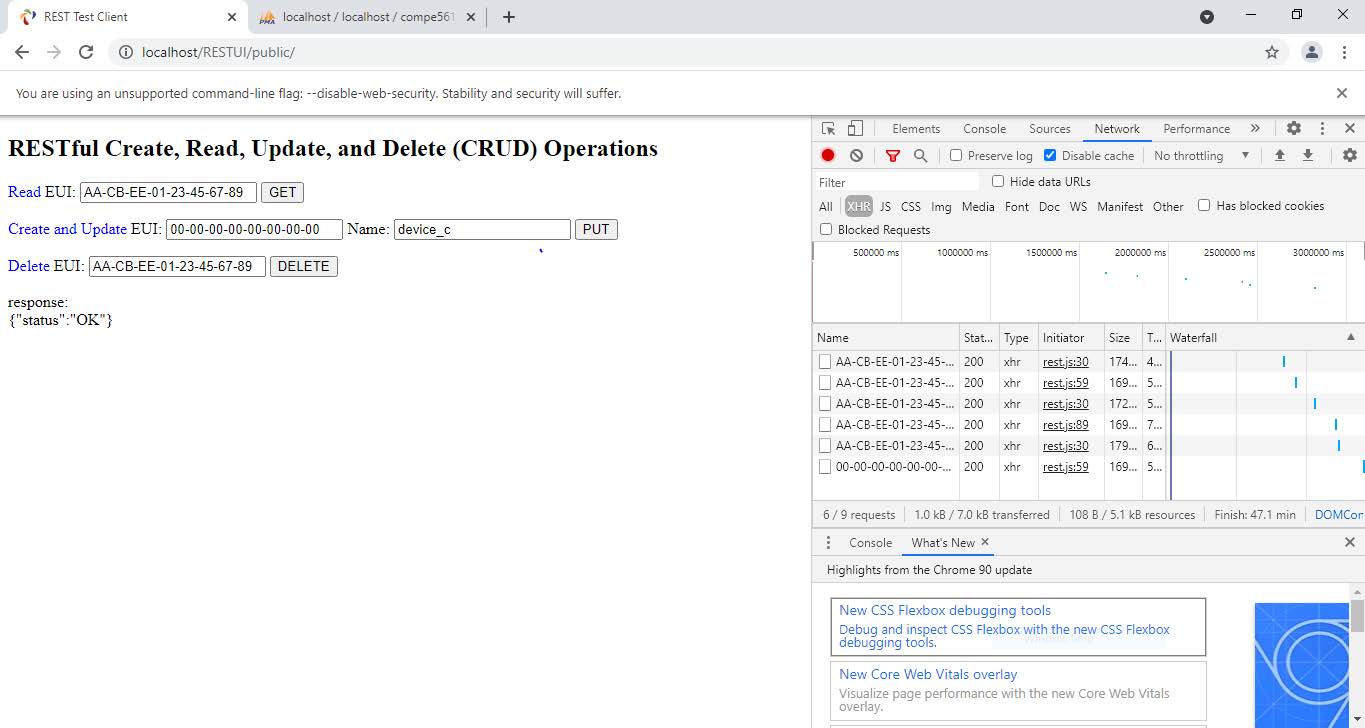 REST Test Client
localhost / localhost / compe561
localhost/RESTUI/public/
You are using an unsupported command-line flag: --disable-web-security. Stability and security will suffer.
RESTful Create, Read, Update, and Delete (CRUD) Operations
Read EUI: AA-CB-EE-01-23-45-67-89 GET
Create and Update EUI: 00-00-00-00-00-00-00-00 Name: device_c PUT
Delete EUI: AA-CB-EE-01-23-45-67-89 DELETE
response:
{"status":"OK"}
Elements Console Sources Network Performance »
Preserve log Disable cache No throttling
Filter Hide data URLs
All XHR JS CSS Img Media Font Doc WS Manifest Other Has blocked cookies
Blocked Requests
500000 ms 1000000 ms 1500000 ms 2000000 ms 2500000 ms 3000000 ms
Name Stat... Type Initiator Size T... Waterfall
AA-CB-EE-01-23-45-... 200 xhr rest.js:30 174... 4...
AA-CB-EE-01-23-45-... 200 xhr rest.js:59 169... 5...
AA-CB-EE-01-23-45-... 200 xhr rest.js:30 172... 5...
AA-CB-EE-01-23-45-... 200 xhr rest.js:89 169... 7...
AA-CB-EE-01-23-45-... 200 xhr rest.js:30 179... 6...
00-00-00-00-00-00-... 200 xhr rest.js:59 169... 5...
6 / 9 requests 1.0 kB / 7.0 kB transferred 108 B / 5.1 kB resources Finish: 47.1 min DOMCon
Console What's New
Highlights from the Chrome 90 update
New CSS Flexbox debugging tools
Debug and inspect CSS Flexbox with the new CSS Flexbox
debugging tools.
New Core Web Vitals overlay
Visualize page performance with the new Core Web Vitals
overlay.